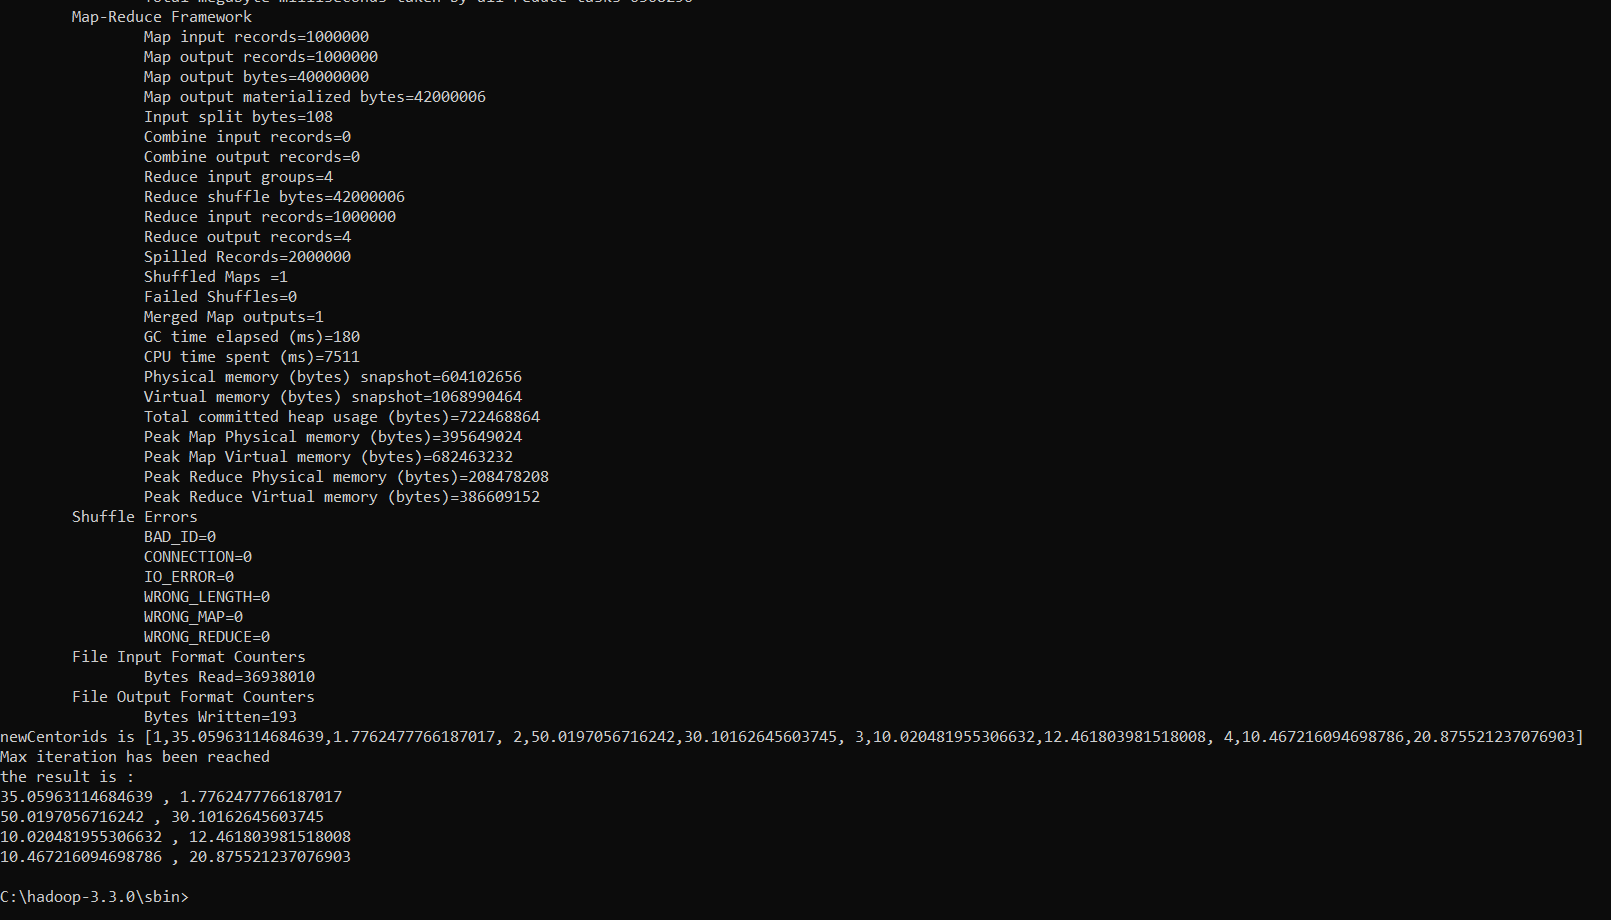 Map-Reduce Framework
Map input records=1000000
Map output records=1000000
Map output bytes=40000000
Map output materialized bytes=42000006
Input split bytes=108
Combine input records=0
Combine output records=0
Reduce input groups=4
Reduce shuffle bytes=42000006
Reduce input records=1000000
Reduce output records=4
Spilled Records=2000000
Shuffled Maps =1
Failed Shuffles=0
Merged Map outputs=1
GC time elapsed (ms)=180
CPU time spent (ms)=7511
Physical memory (bytes) snapshot=604102656
Virtual memory (bytes) snapshot=1068990464
Total committed heap usage (bytes)=722468864
Peak Map Physical memory (bytes)=395649024
Peak Map Virtual memory (bytes)=682463232
Peak Reduce Physical memory (bytes)=208478208
Peak Reduce Virtual memory (bytes)=386609152
Shuffle Errors
BAD_ID=0
CONNECTION=0
IO_ERROR=0
WRONG_LENGTH=0
WRONG_MAP=0
WRONG_REDUCE=0
File Input Format Counters
Bytes Read=36938010
File Output Format Counters
Bytes Written=193
newCentorids is [1,35.05963114684639,1.7762477766187017, 2,50.0197056716242,30.10162645603745, 3,10.020481955306632,12.461803981518008, 4,10.467216094698786,20.875521237076903]
Max iteration has been reached
the result is :
35.05963114684639 , 1.7762477766187017
50.0197056716242 , 30.10162645603745
10.020481955306632 , 12.461803981518008
10.467216094698786 , 20.875521237076903
C:\hadoop-3.3.0\sbin>